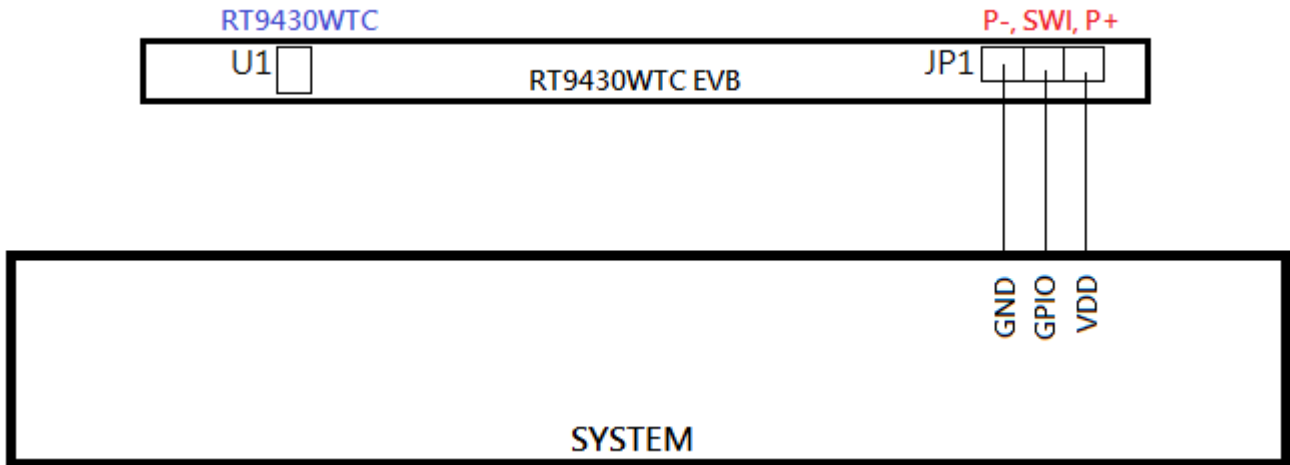 RT9430WTC
P-, SWI, P+
U1
RT9430WTC EVB
JP1
GND
GPIO
VDD
SYSTEM